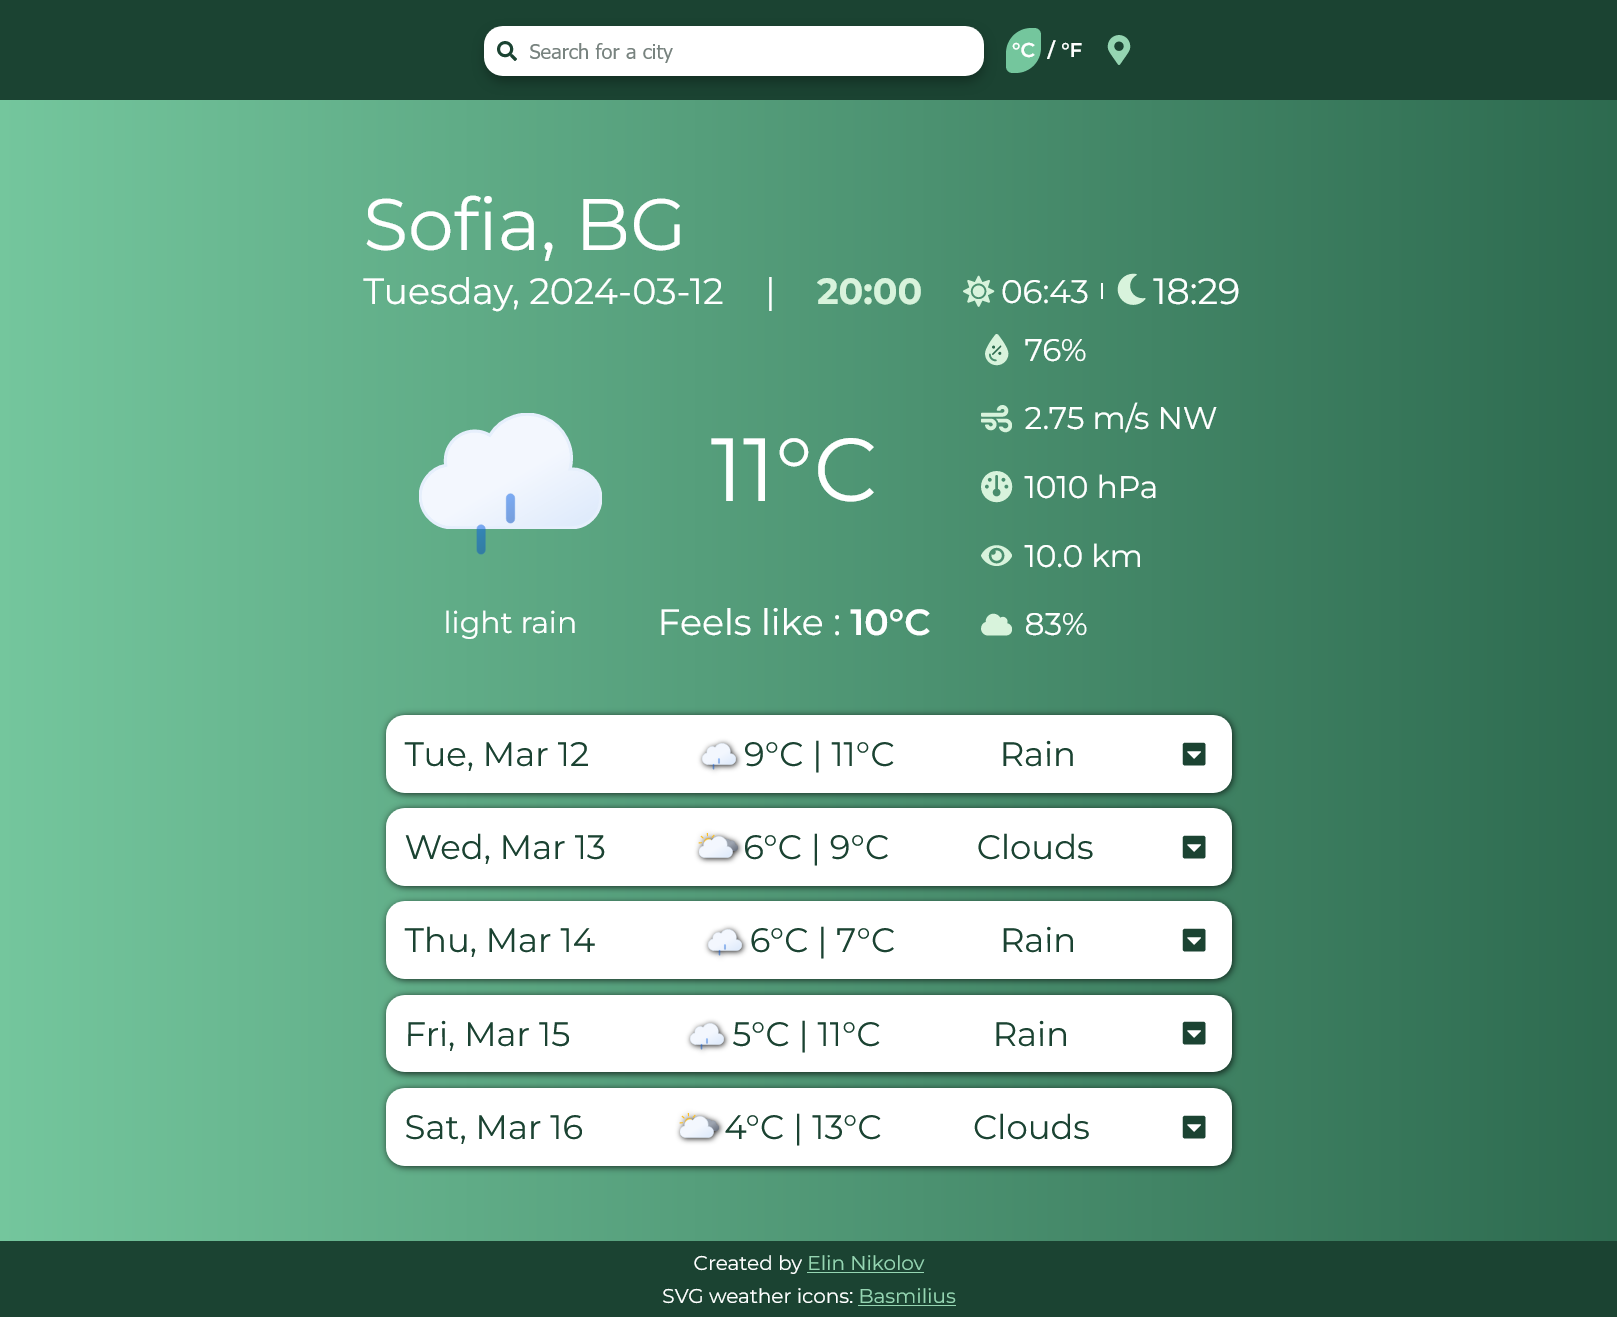 Search for a city
°C / °F
Sofia, BG
Tuesday, 2024-03-12 | 20:00 06:43 | 18:29
76%
2.75 m/s NW
11°C
1010 hPa
10.0 km
light rain
Feels like : 10°C
83%
Tue, Mar 12 9°C | 11°C Rain
Wed, Mar 13 6°C | 9°C Clouds
Thu, Mar 14 6°C | 7°C Rain
Fri, Mar 15 5°C | 11°C Rain
Sat, Mar 16 4°C | 13°C Clouds
Created by Elin Nikolov
SVG weather icons: Basmilius